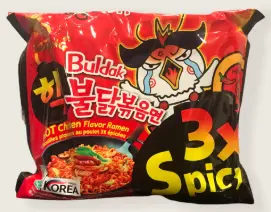 Buldak
불닭볶음면
HOT Chicken Flavor Ramen
3x
Spicy
KOREA